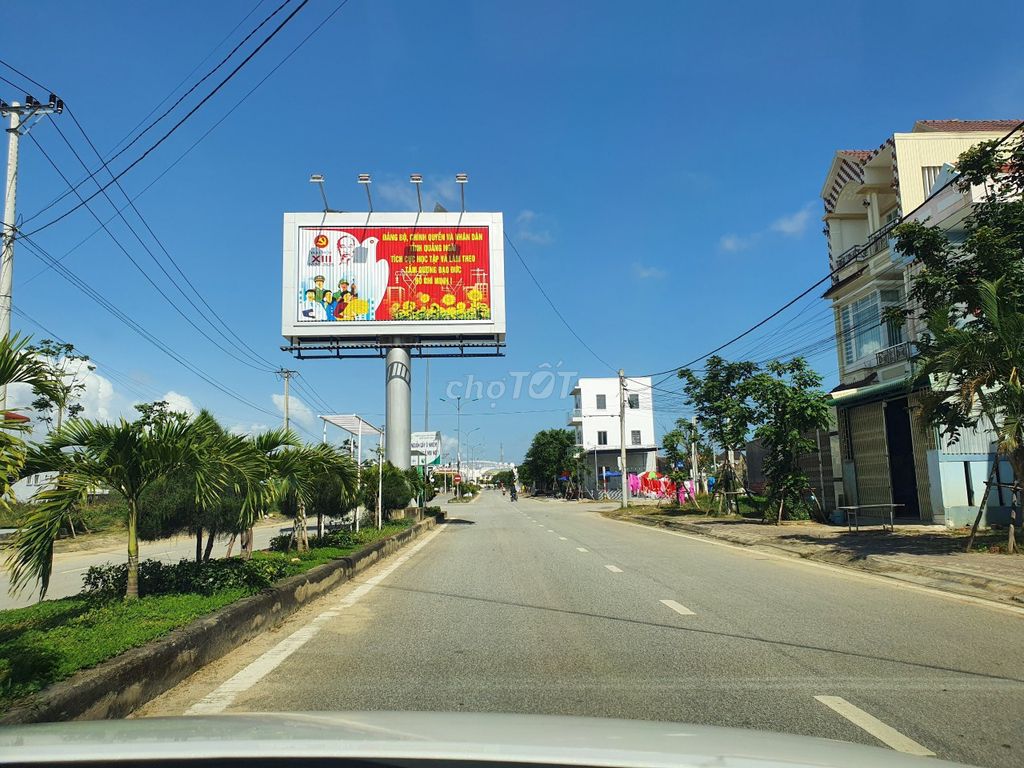 ĐẢNG BỘ, CHÍNH QUYỀN VÀ NHÂN DÂN
TỈNH QUẢNG NGÃI
TÍCH CỰC HỌC TẬP VÀ LÀM THEO
TẤM GƯƠNG ĐẠO ĐỨC
HỒ CHÍ MINH!
XIII
chợTỐT